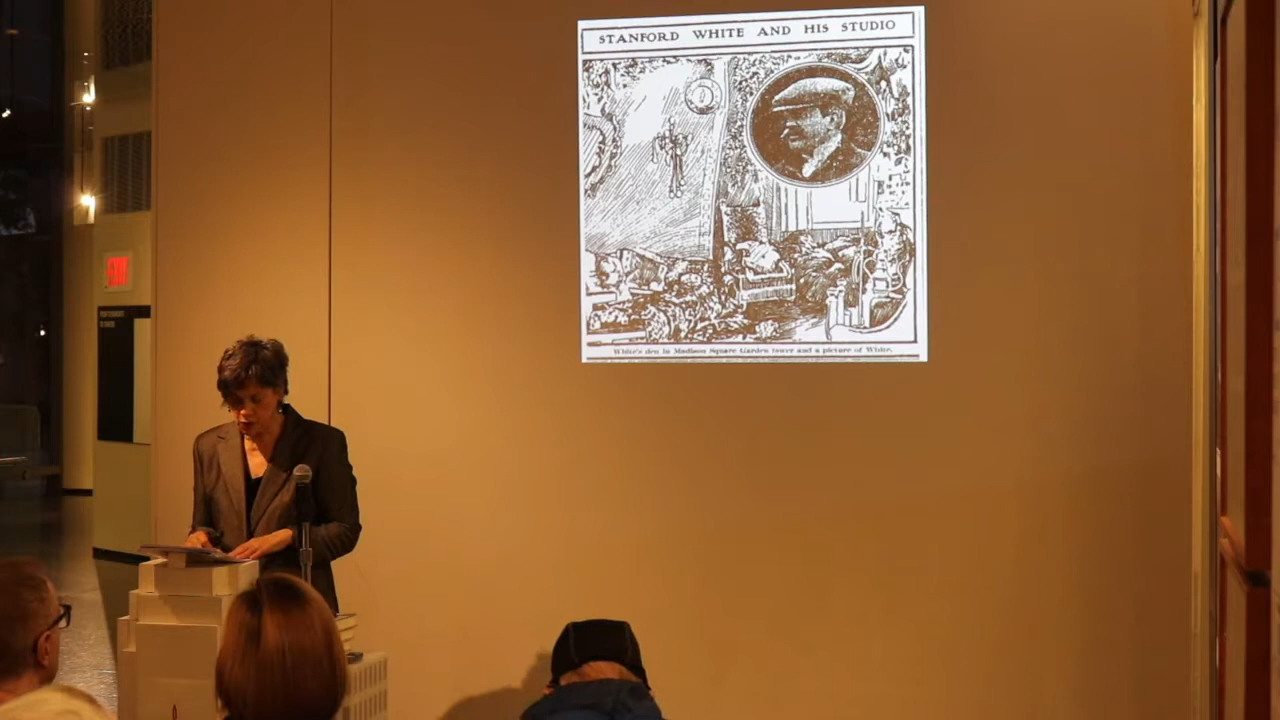 STANFORD WHITE AND HIS STUDIO
White's den in Madison Square Garden tower and a picture of White.
EXIT